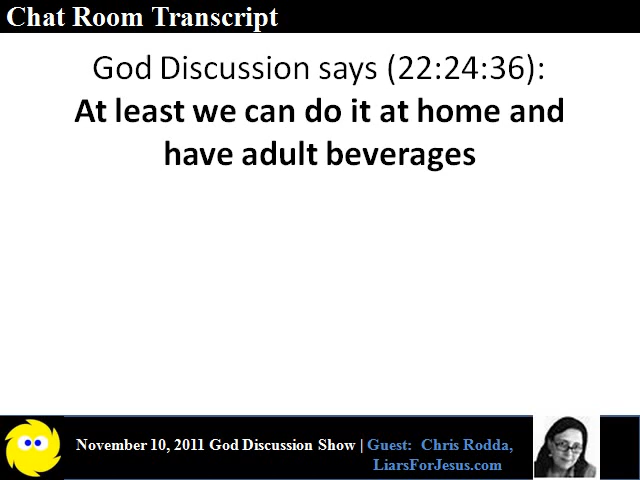 Chat Room Transcript
God Discussion says (22:24:36):
At least we can do it at home and
have adult beverages
November 10, 2011 God Discussion Show | Guest: Chris Rodda,
LiarsForJesus.com